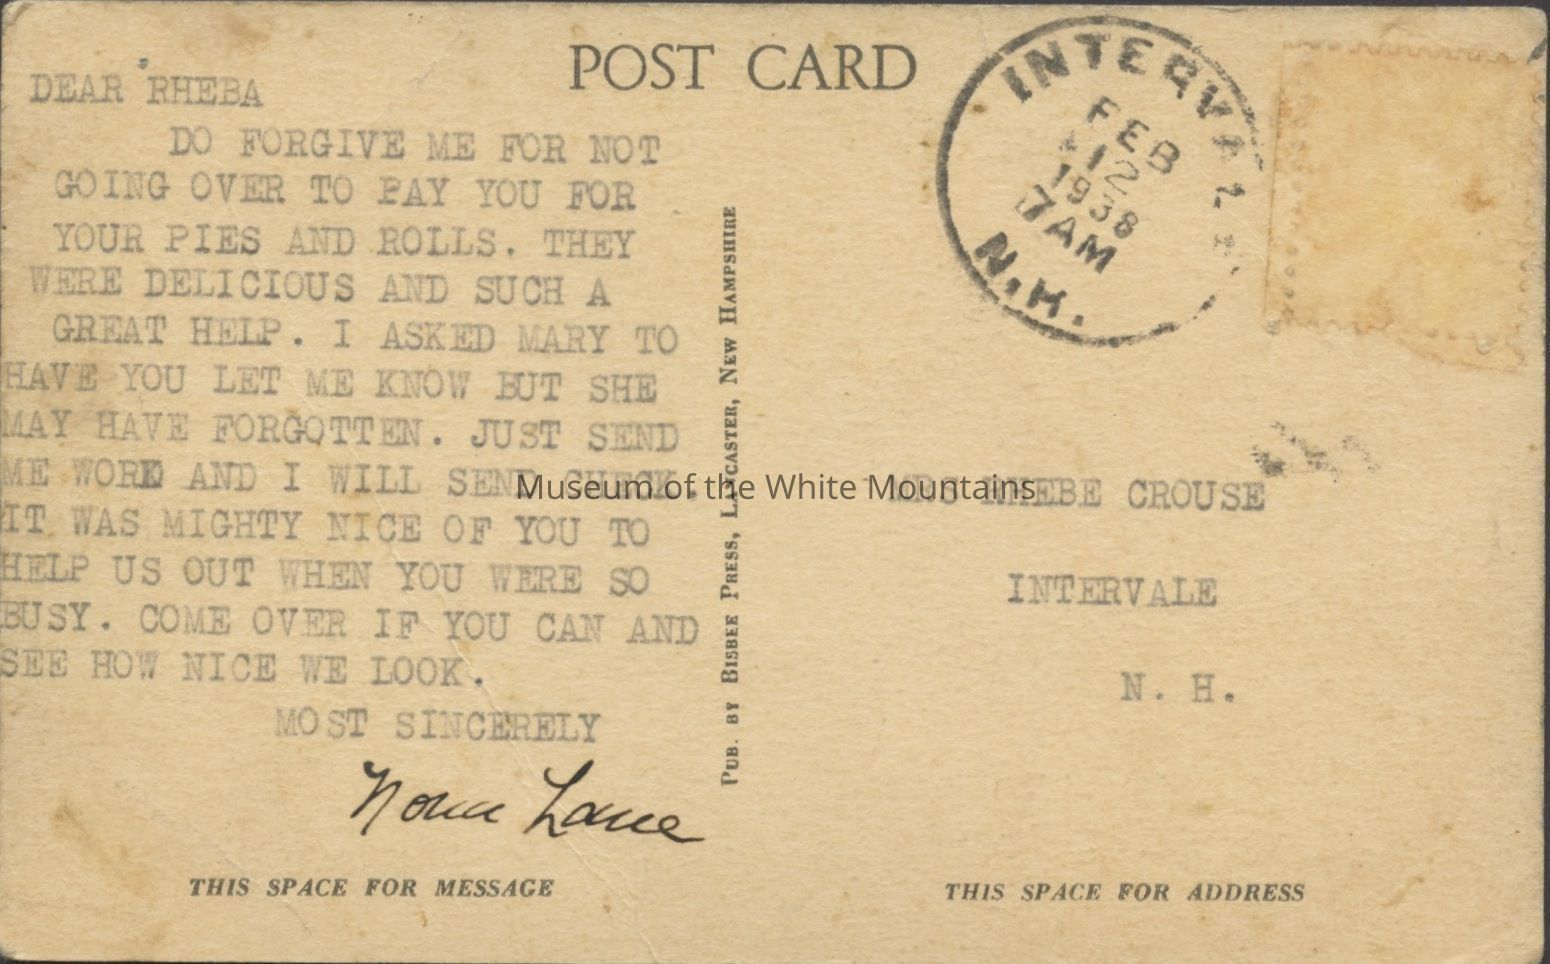 POST CARD
DEAR RHEBA
DO FORGIVE ME FOR NOT
GOING OVER TO PAY YOU FOR
YOUR PIES AND ROLLS. THEY
WERE DELICIOUS AND SUCH A
GREAT HELP. I ASKED MARY TO
HAVE YOU LET ME KNOW BUT SHE
MAY HAVE FORGOTTEN. JUST SEND
ME WORD AND I WILL SEND CHECK.
IT WAS MIGHTY NICE OF YOU TO
HELP US OUT WHEN YOU WERE SO
BUSY. COME OVER IF YOU CAN AND
SEE HOW NICE WE LOOK.
MOST SINCERELY
Lane
THIS SPACE FOR MESSAGE
PUB. BY BISBEE PRESS, LANCASTER, NEW HAMPSHIRE
INTERVALE
FEB
12
1938
7AM
N.H.
Museum of the White Mountains
MRS RHEBE CROUSE
INTERVALE
N. H.
THIS SPACE FOR ADDRESS